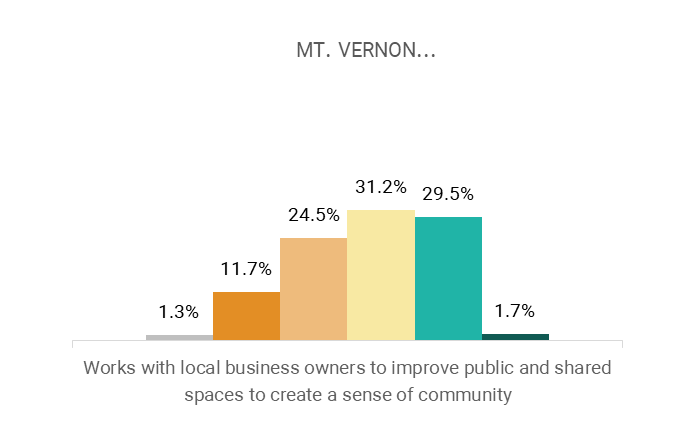 MT. VERNON...
31.2%
29.5%
24.5%
11.7%
1.3%
1.7%
Works with local business owners to improve public and shared
spaces to create a sense of community